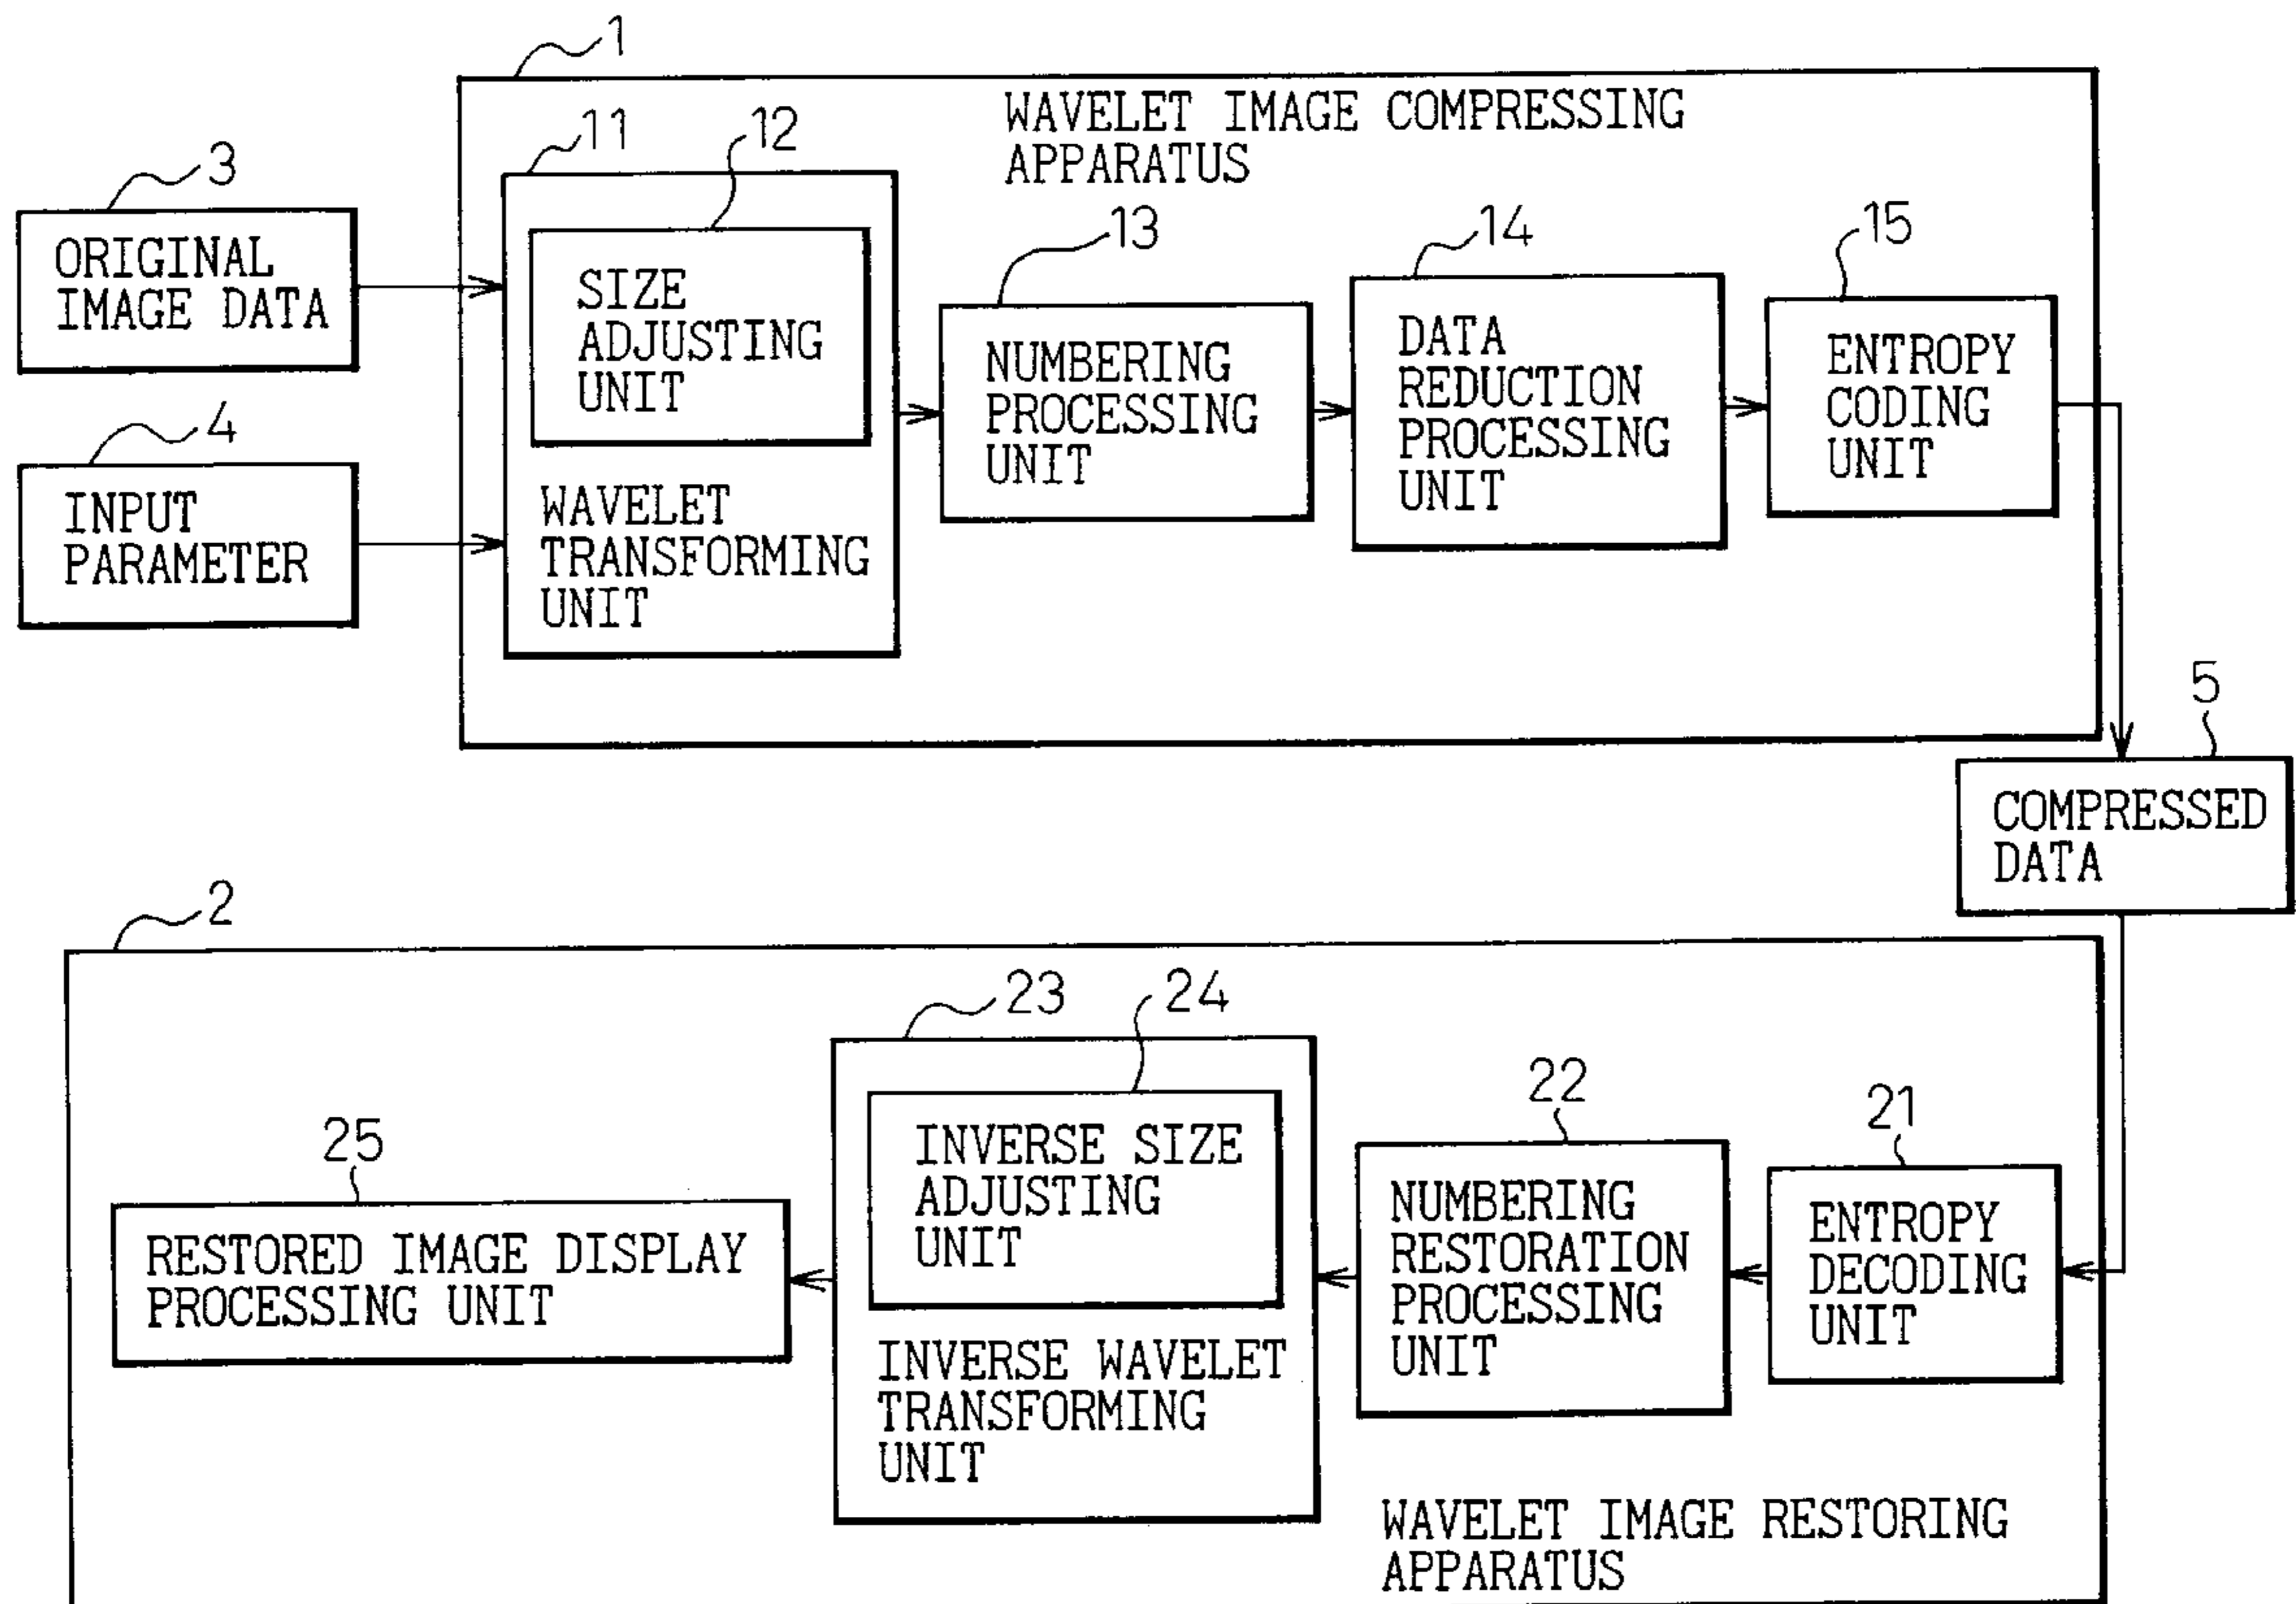 1
WAVELET IMAGE COMPRESSING
APPARATUS
3
ORIGINAL
IMAGE DATA
4
INPUT
PARAMETER
11
12
SIZE
ADJUSTING
UNIT
WAVELET
TRANSFORMING
UNIT
13
NUMBERING
PROCESSING
UNIT
14
DATA
REDUCTION
PROCESSING
UNIT
15
ENTROPY
CODING
UNIT
5
COMPRESSED
DATA
2
25
RESTORED IMAGE DISPLAY
PROCESSING UNIT
23
24
INVERSE SIZE
ADJUSTING
UNIT
INVERSE WAVELET
TRANSFORMING
UNIT
22
NUMBERING
RESTORATION
PROCESSING
UNIT
21
ENTROPY
DECODING
UNIT
WAVELET IMAGE RESTORING
APPARATUS